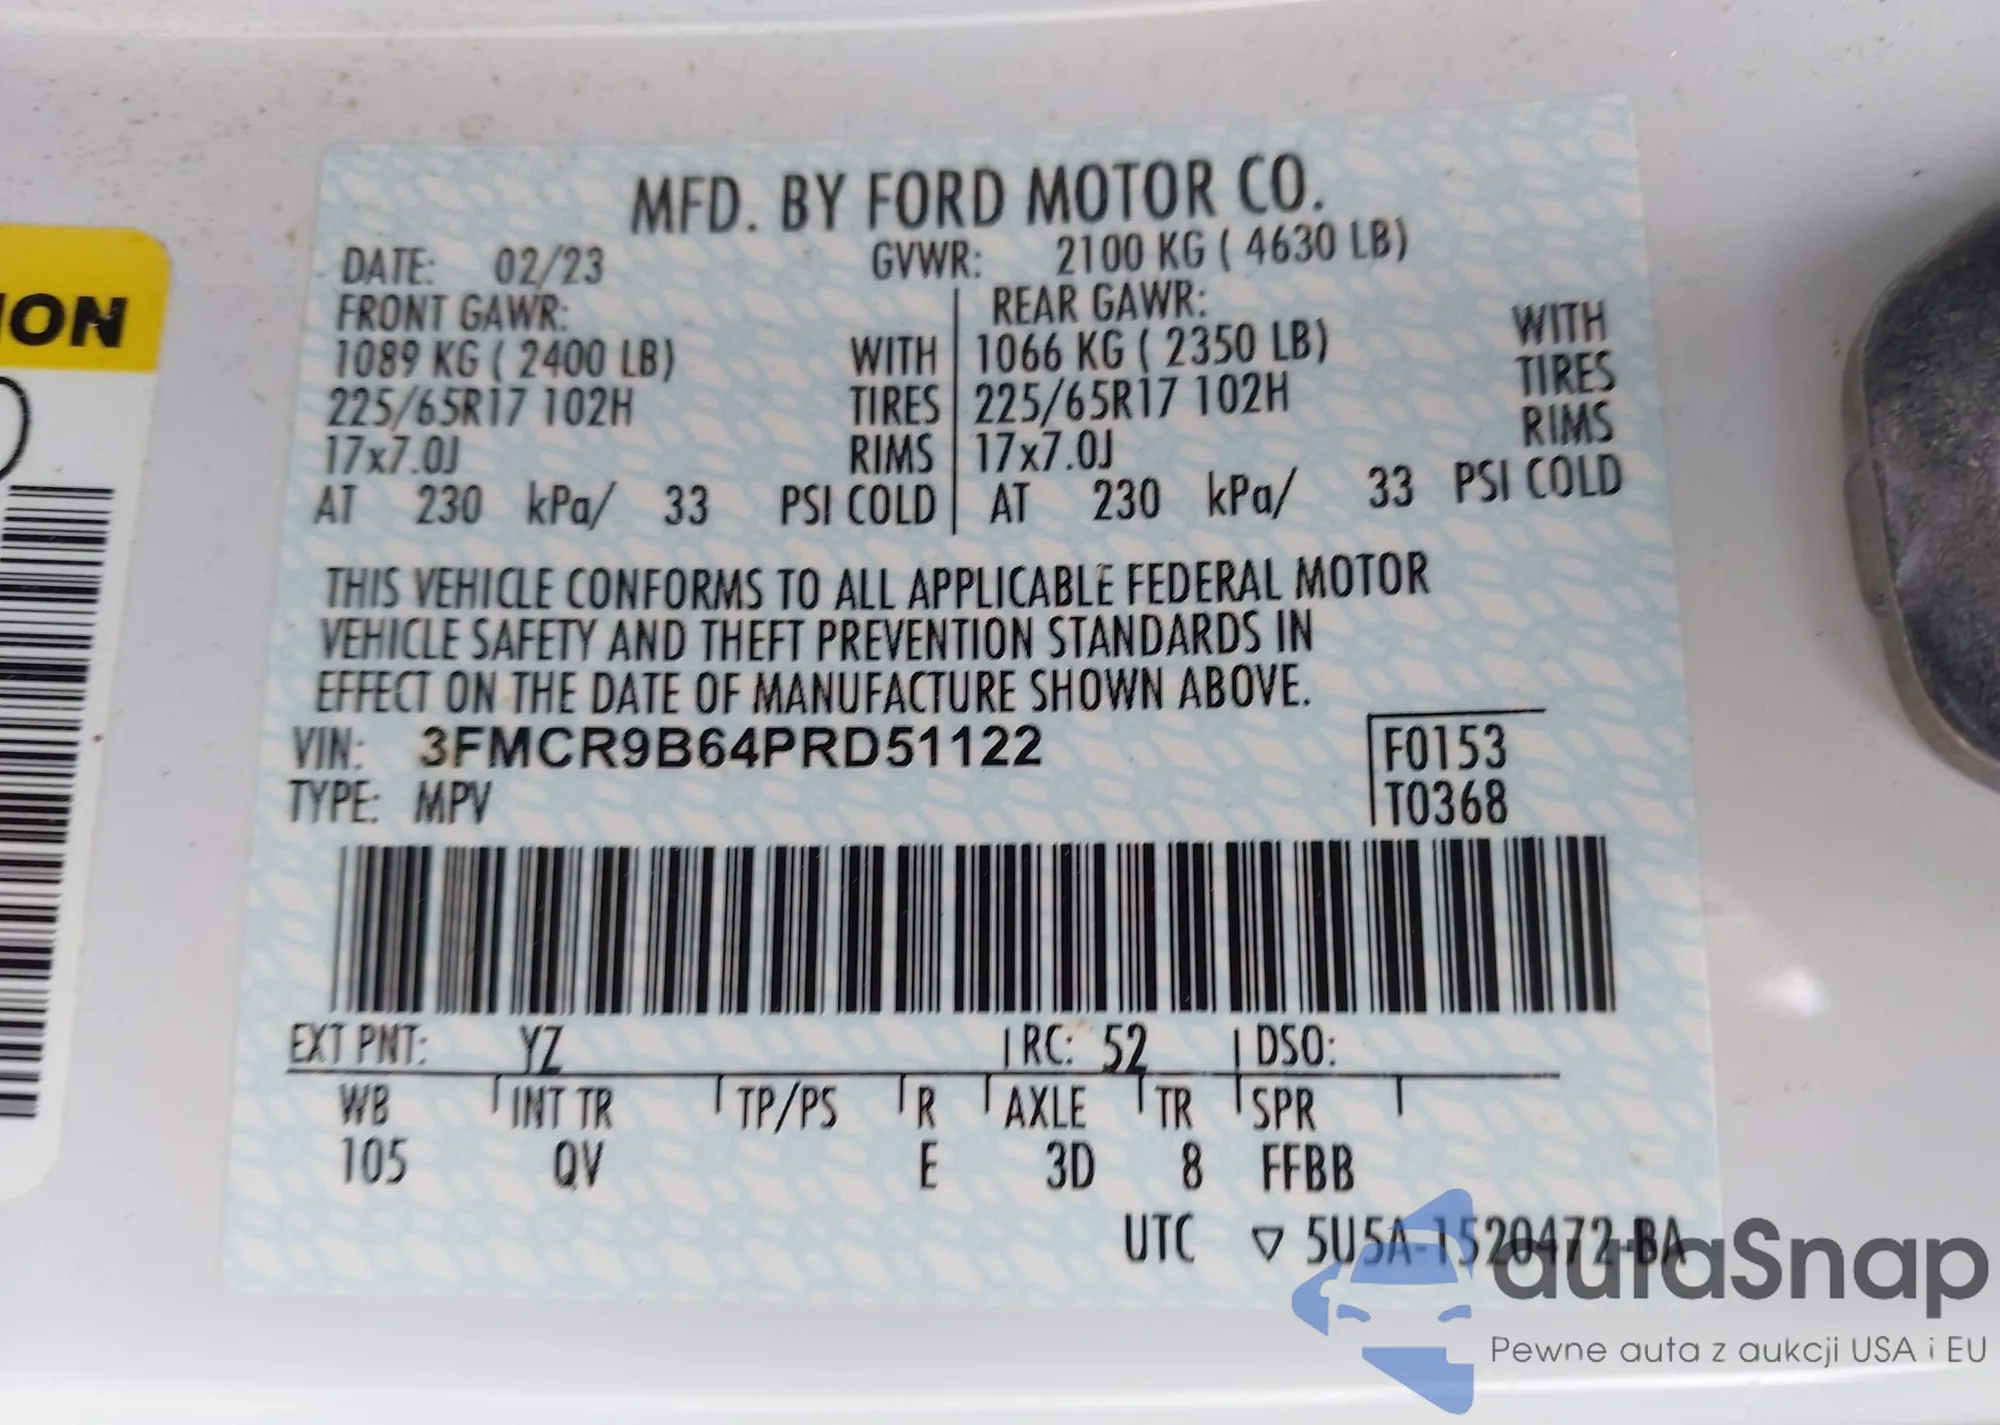 ION
MFD. BY FORD MOTOR CO.
DATE: 02/23 GVWR: 2100 KG ( 4630 LB)
FRONT GAWR: REAR GAWR:
1089 KG ( 2400 LB) WITH 1066 KG ( 2350 LB) WITH
225/65R17 102H TIRES 225/65R17 102H TIRES
17x7.0J RIMS 17x7.0J RIMS
AT 230 kPa/ 33 PSI COLD AT 230 kPa/ 33 PSI COLD
THIS VEHICLE CONFORMS TO ALL APPLICABLE FEDERAL MOTOR
VEHICLE SAFETY AND THEFT PREVENTION STANDARDS IN
EFFECT ON THE DATE OF MANUFACTURE SHOWN ABOVE.
VIN: 3FMCR9B64PRD51122 F0153
TYPE: MPV T0368
EXT PNT: YZ RC: 52 DSO:
WB INT TR TP/PS R AXLE TR SPR
105 QV E 3D 8 FFBB
UTC ▽ 5U5A-1520472-BA
autaSnap
Pewne auta z aukcji USA i EU